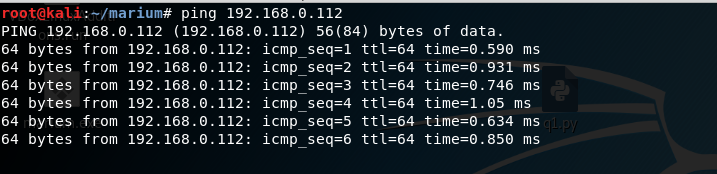 root@kali:~/marium# ping 192.168.0.112
PING 192.168.0.112 (192.168.0.112) 56(84) bytes of data.
64 bytes from 192.168.0.112: icmp_seq=1 ttl=64 time=0.590 ms
64 bytes from 192.168.0.112: icmp_seq=2 ttl=64 time=0.931 ms
64 bytes from 192.168.0.112: icmp_seq=3 ttl=64 time=0.746 ms
64 bytes from 192.168.0.112: icmp_seq=4 ttl=64 time=1.05 ms
64 bytes from 192.168.0.112: icmp_seq=5 ttl=64 time=0.634 ms
64 bytes from 192.168.0.112: icmp_seq=6 ttl=64 time=0.850 ms
q1.py